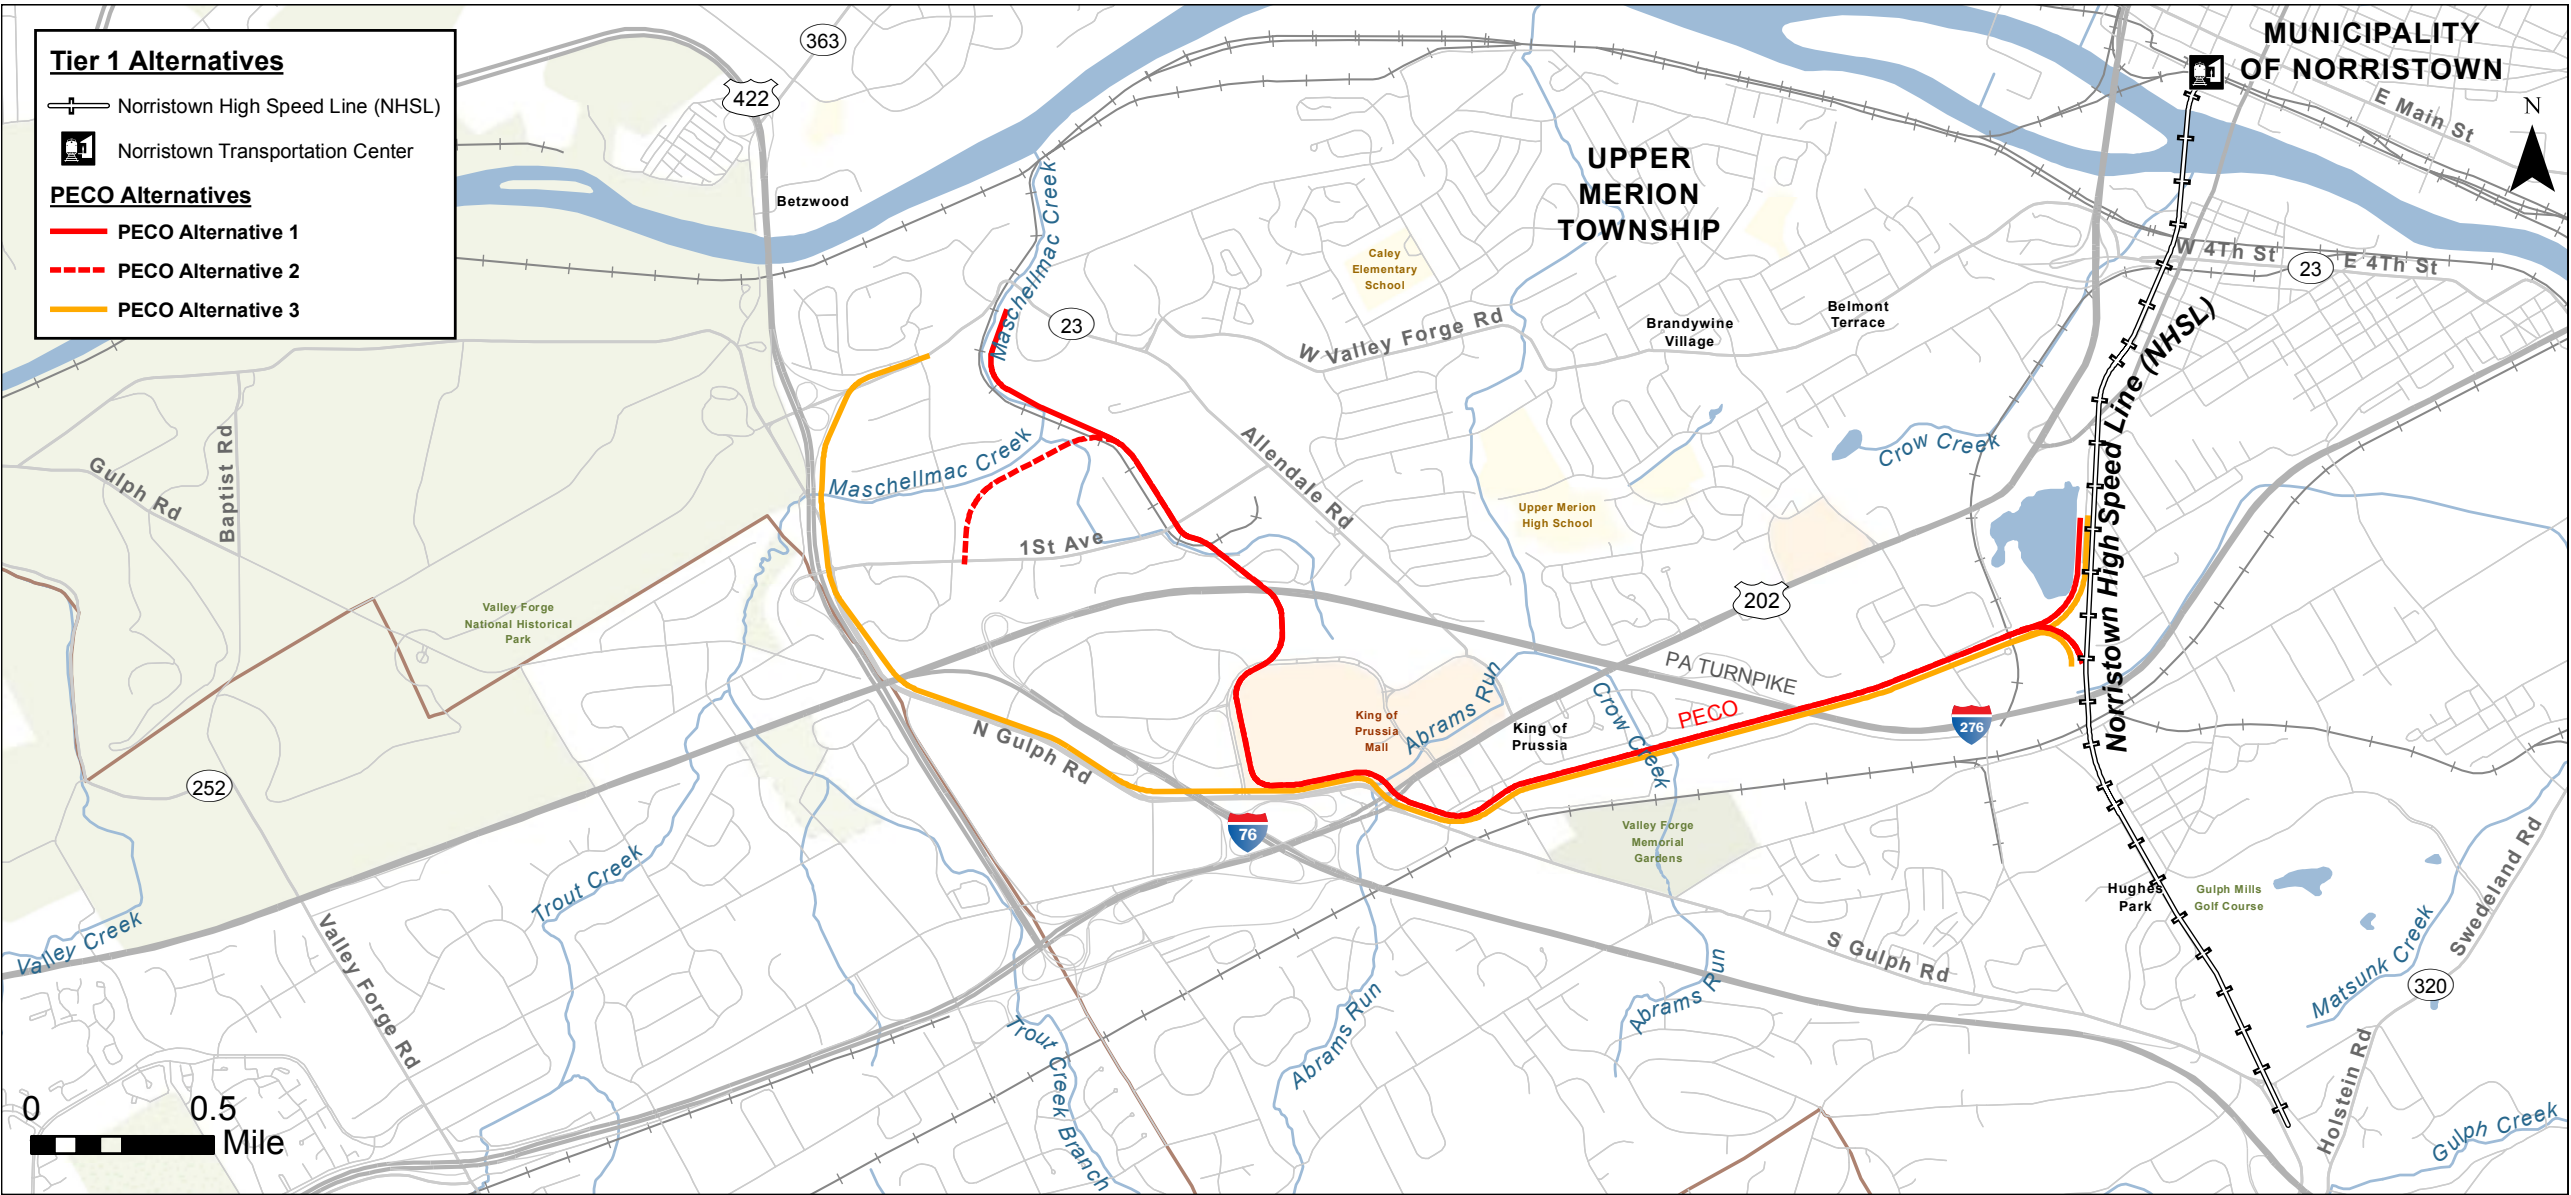 Tier 1 Alternatives
Norristown High Speed Line (NHSL)
Norristown Transportation Center
PECO Alternatives
PECO Alternative 1
PECO Alternative 2
PECO Alternative 3
363
422
Betzwood
Maschellmac Creek
23
Caley
Elementary
School
UPPER
MERION
TOWNSHIP
MUNICIPALITY
OF NORRISTOWN
E Main St
N
W 4Th St
23
E 4Th St
W Valley Forge Rd
Brandywine
Village
Belmont
Terrace
Norristown High Speed Line (NHSL)
Gulph Rd
Baptist Rd
Maschellmac Creek
Allendale Rd
Crow Creek
Upper Merion
High School
1St Ave
Valley Forge
National Historical
Park
202
PA TURNPIKE
PECO
Crow Creek
Abrams Run
King of
Prussia
Mall
King of
Prussia
276
N Gulph Rd
252
76
Valley Forge
Memorial
Gardens
Trout Creek
Valley Creek
Valley Forge Rd
Hughes
Park
Gulph Mills
Golf Course
Swedeland Rd
S Gulph Rd
Matsunk Creek
320
Abrams Run
Abrams Run
Trout Creek Branch
Holstein Rd
Gulph Creek
0 0.5
Mile